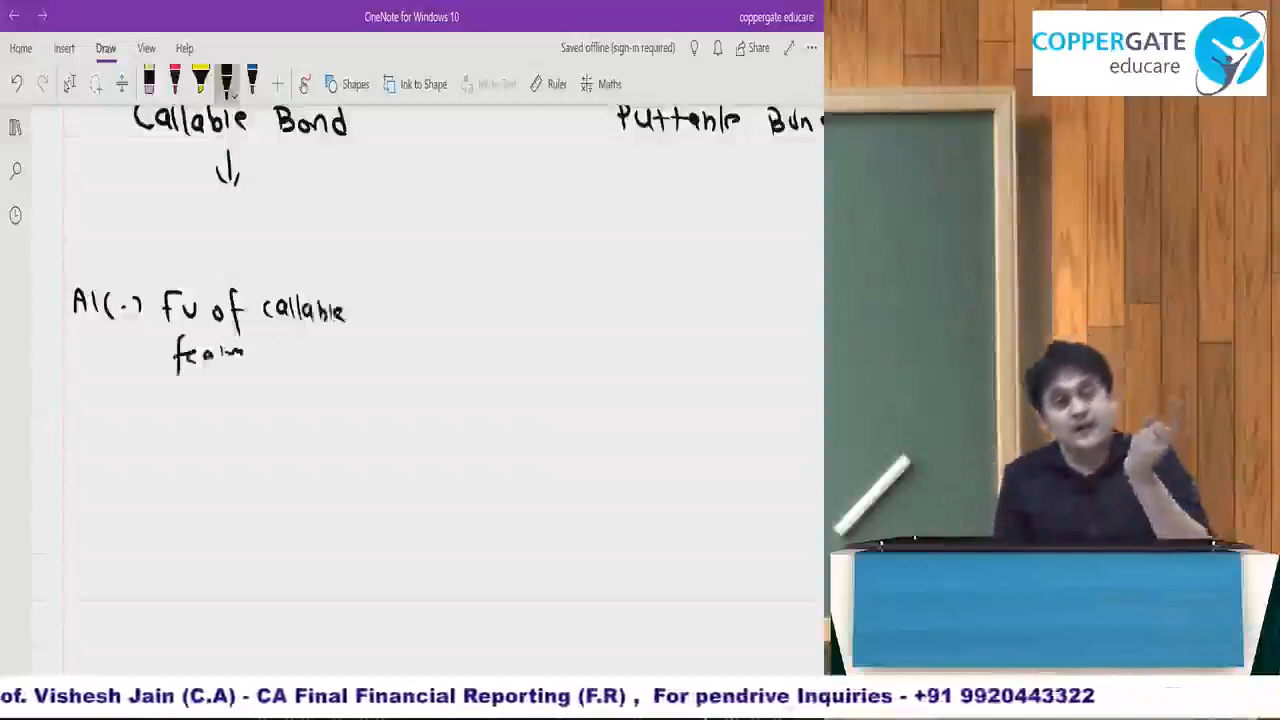 OneNote for Windows 10
coppergate educare
Home Insert Draw View Help
Saved offline (sign-in required)
Share
Shapes
Ink to Shape
Ink to Text
Ruler
Maths
COPPERGATE
educare
Callable Bond
Puttable Bon
FV of callable
of. Vishesh Jain (C.A) - CA Final Financial Reporting (F.R) , For pendrive Inquiries - +91 9920443322